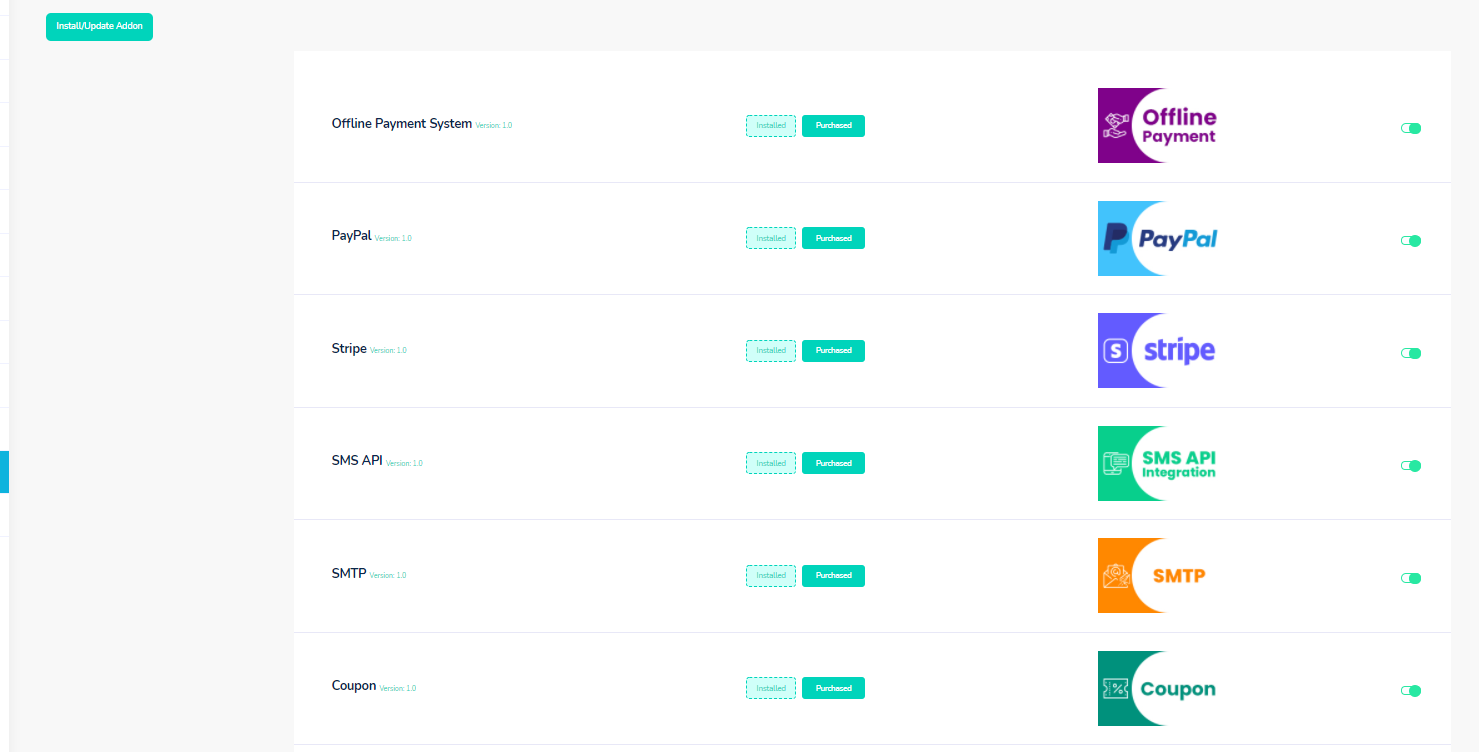 Install/Update Addon
Offline Payment System Version: 1.0 Installed Purchased Offline
Payment
PayPal Version: 1.0 Installed Purchased PayPal
Stripe Version: 1.0 Installed Purchased S stripe
SMS API Version: 1.0 Installed Purchased SMS API
Integration
SMTP Version: 1.0 Installed Purchased SMTP
Coupon Version: 1.0 Installed Purchased Coupon